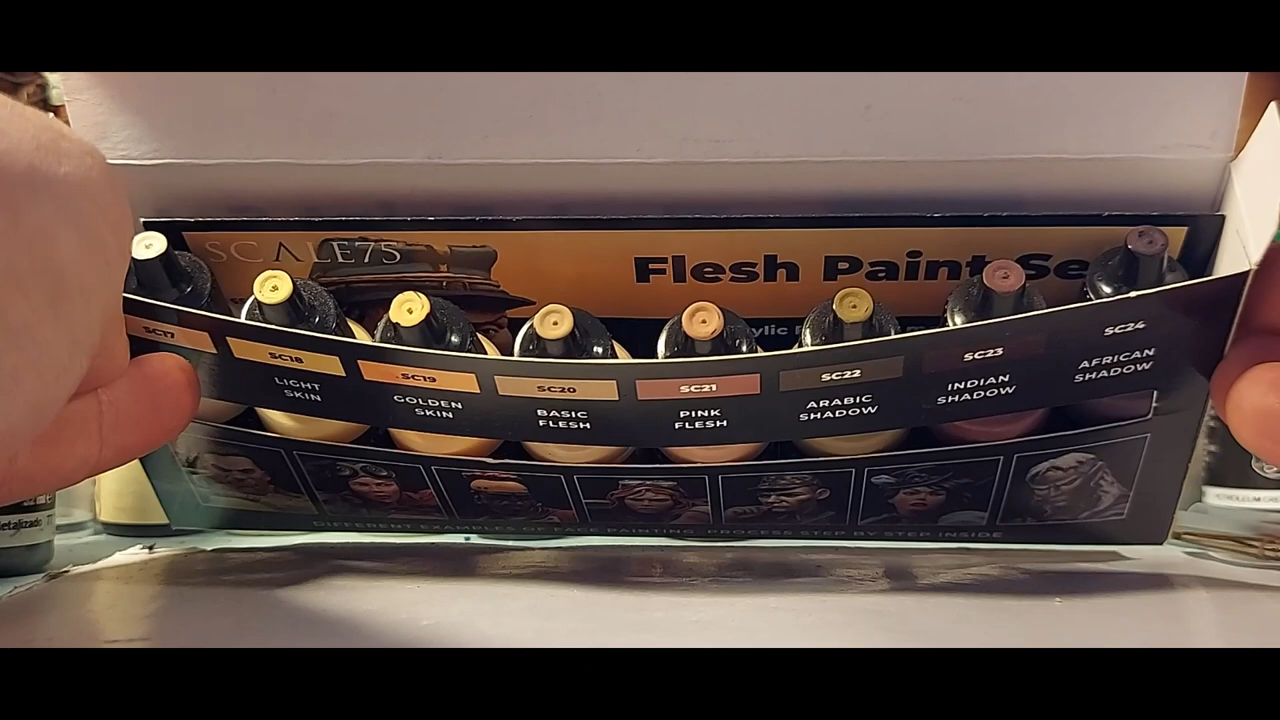 SCALE75
Flesh Paint Se
SC17
SC18
LIGHT
SKIN
SC19
GOLDEN
SKIN
SC20
BASIC
FLESH
SC21
PINK
FLESH
SC22
ARABIC
SHADOW
SC23
INDIAN
SHADOW
SC24
AFRICAN
SHADOW
DIFFERENT EXAMPLES OF FACE PAINTING. PROCESS STEP BY STEP INSIDE